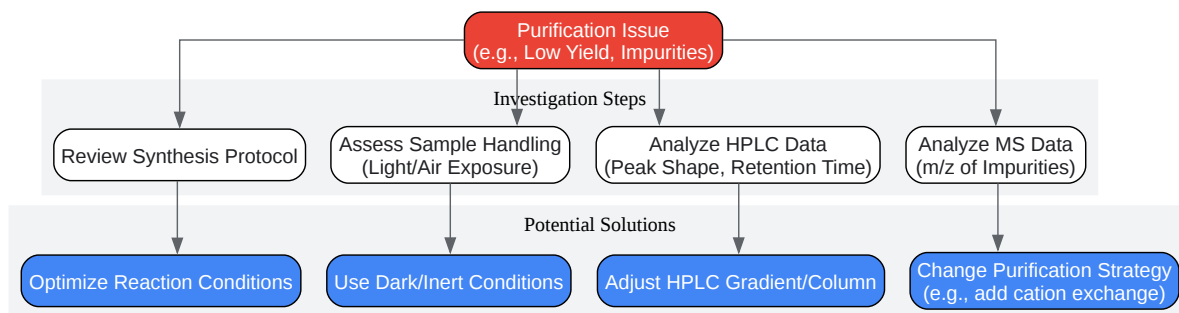 Purification Issue
(e.g., Low Yield, Impurities)
Investigation Steps
Review Synthesis Protocol
Assess Sample Handling
(Light/Air Exposure)
Analyze HPLC Data
(Peak Shape, Retention Time)
Analyze MS Data
(m/z of Impurities)
Potential Solutions
Optimize Reaction Conditions
Use Dark/Inert Conditions
Adjust HPLC Gradient/Column
Change Purification Strategy
(e.g., add cation exchange)